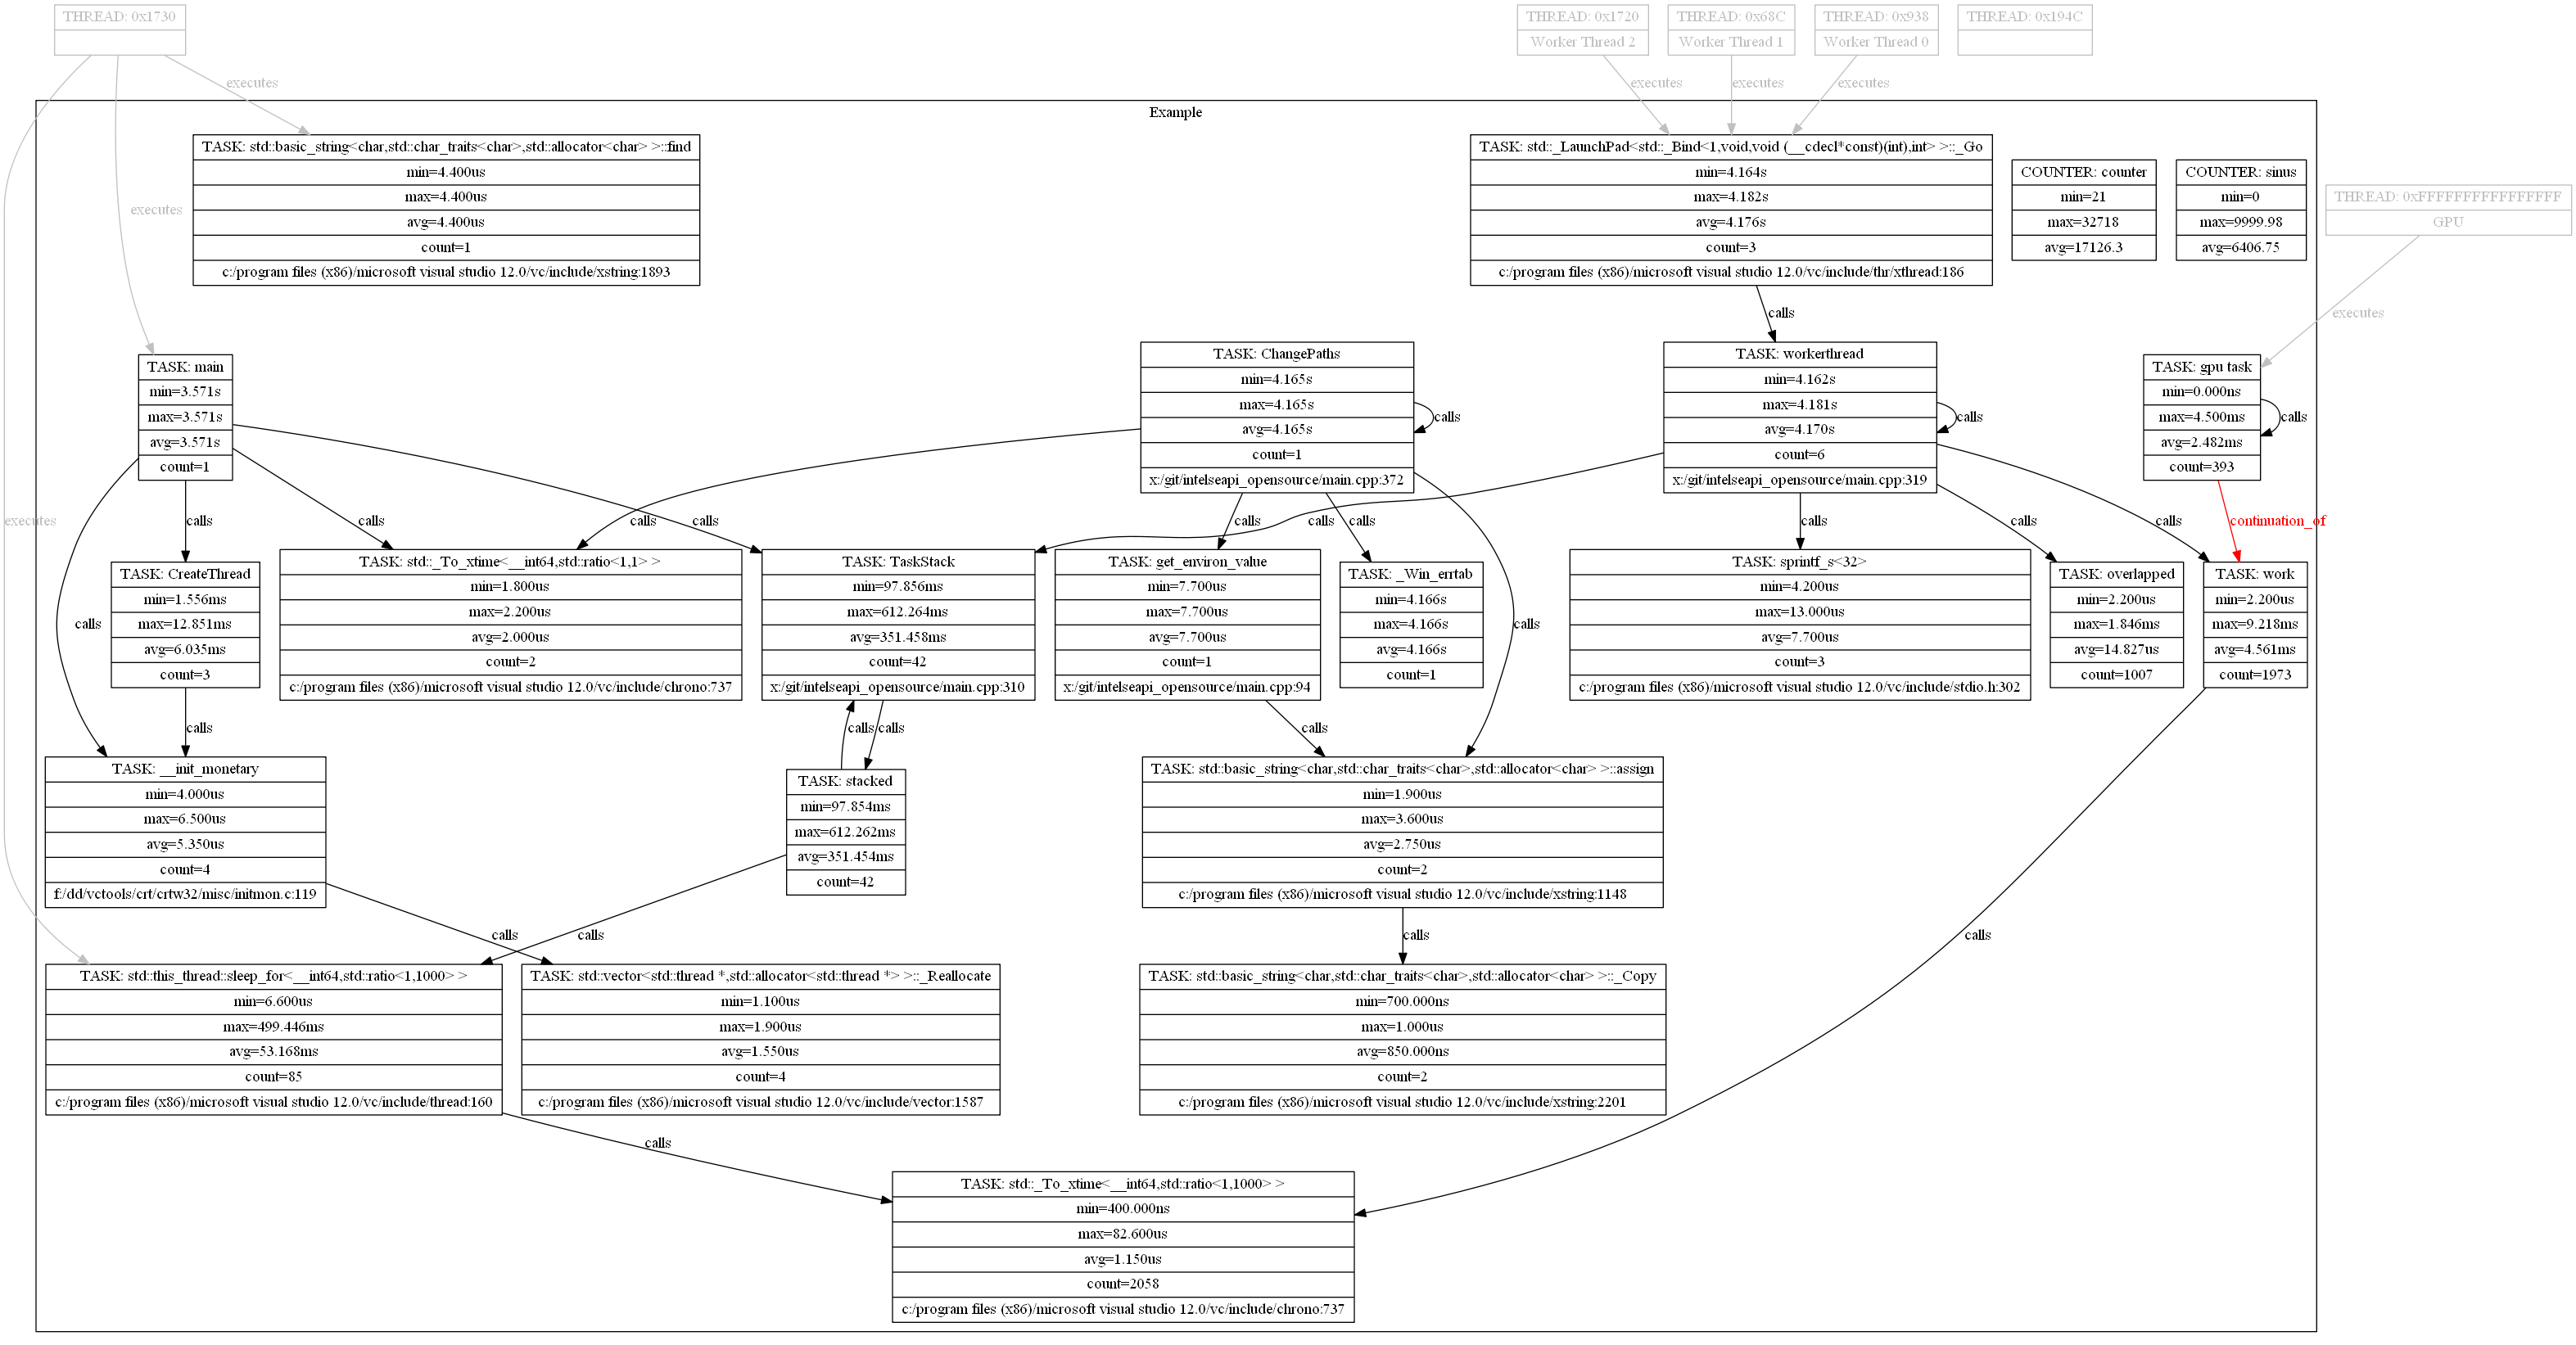 THREAD: 0x1730
THREAD: 0x1720
Worker Thread 2
THREAD: 0x68C
Worker Thread 1
THREAD: 0x938
Worker Thread 0
THREAD: 0x194C
executes
executes
executes
executes
Example
TASK: std::basic_string<char,std::char_traits<char>,std::allocator<char> >::find
min=4.400us
max=4.400us
avg=4.400us
count=1
c:/program files (x86)/microsoft visual studio 12.0/vc/include/xstring:1893
TASK: std::_LaunchPad<std::_Bind<1,void,void (__cdecl*const)(int),int> >::_Go
min=4.164s
max=4.182s
avg=4.176s
count=3
c:/program files (x86)/microsoft visual studio 12.0/vc/include/thr/xthread:186
COUNTER: counter
min=21
max=32718
avg=17126.3
COUNTER: sinus
min=0
max=9999.98
avg=6406.75
THREAD: 0xFFFFFFFFFFFFFFFF
GPU
executes
calls
executes
TASK: main
min=3.571s
max=3.571s
avg=3.571s
count=1
TASK: ChangePaths
min=4.165s
max=4.165s
avg=4.165s
count=1
x:/git/intelseapi_opensource/main.cpp:372
calls
TASK: workerthread
min=4.162s
max=4.181s
avg=4.170s
count=6
x:/git/intelseapi_opensource/main.cpp:319
calls
TASK: gpu task
min=0.000ns
max=4.500ms
avg=2.482ms
count=393
calls
executes
calls
calls
calls
calls
calls
calls
calls
calls
calls
calls
continuation_of
TASK: CreateThread
min=1.556ms
max=12.851ms
avg=6.035ms
count=3
TASK: std::_To_xtime<__int64,std::ratio<1,1> >
min=1.800us
max=2.200us
avg=2.000us
count=2
c:/program files (x86)/microsoft visual studio 12.0/vc/include/chrono:737
TASK: TaskStack
min=97.856ms
max=612.264ms
avg=351.458ms
count=42
x:/git/intelseapi_opensource/main.cpp:310
TASK: get_environ_value
min=7.700us
max=7.700us
avg=7.700us
count=1
x:/git/intelseapi_opensource/main.cpp:94
TASK: _Win_errtab
min=4.166s
max=4.166s
avg=4.166s
count=1
TASK: sprintf_s<32>
min=4.200us
max=13.000us
avg=7.700us
count=3
c:/program files (x86)/microsoft visual studio 12.0/vc/include/stdio.h:302
TASK: overlapped
min=2.200us
max=1.846ms
avg=14.827us
count=1007
TASK: work
min=2.200us
max=9.218ms
avg=4.561ms
count=1973
calls
calls
calls
calls
calls
calls
TASK: __init_monetary
min=4.000us
max=6.500us
avg=5.350us
count=4
f:/dd/vctools/crt/crtw32/misc/initmon.c:119
TASK: stacked
min=97.854ms
max=612.262ms
avg=351.454ms
count=42
TASK: std::basic_string<char,std::char_traits<char>,std::allocator<char> >::assign
min=1.900us
max=3.600us
avg=2.750us
count=2
c:/program files (x86)/microsoft visual studio 12.0/vc/include/xstring:1148
calls
calls
calls
calls
TASK: std::this_thread::sleep_for<__int64,std::ratio<1,1000> >
min=6.600us
max=499.446ms
avg=53.168ms
count=85
c:/program files (x86)/microsoft visual studio 12.0/vc/include/thread:160
TASK: std::vector<std::thread *,std::allocator<std::thread *> >::_Reallocate
min=1.100us
max=1.900us
avg=1.550us
count=4
c:/program files (x86)/microsoft visual studio 12.0/vc/include/vector:1587
TASK: std::basic_string<char,std::char_traits<char>,std::allocator<char> >::_Copy
min=700.000ns
max=1.000us
avg=850.000ns
count=2
c:/program files (x86)/microsoft visual studio 12.0/vc/include/xstring:2201
calls
TASK: std::_To_xtime<__int64,std::ratio<1,1000> >
min=400.000ns
max=82.600us
avg=1.150us
count=2058
c:/program files (x86)/microsoft visual studio 12.0/vc/include/chrono:737